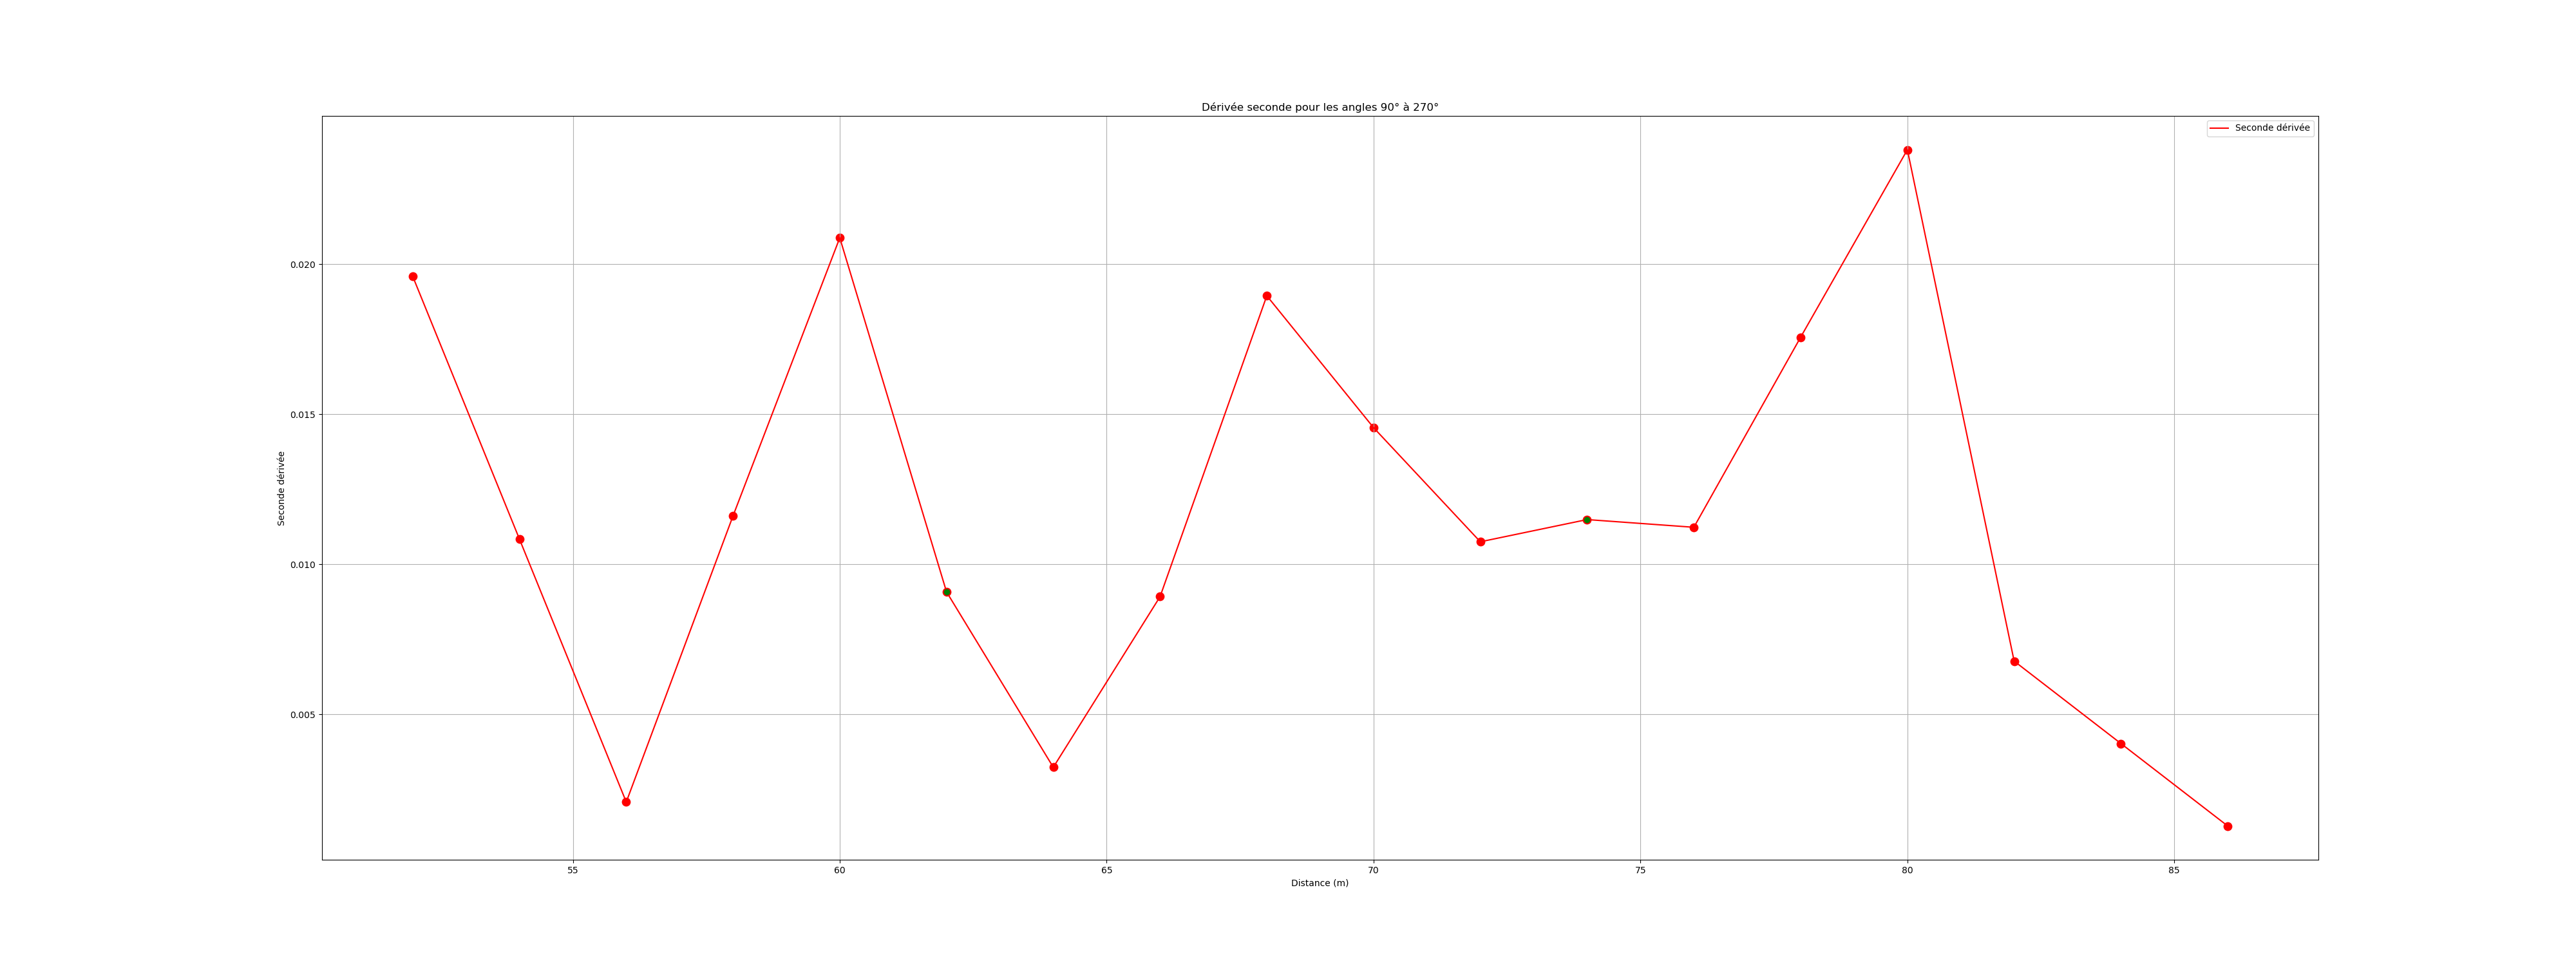 Dérivée seconde pour les angles 90° à 270°
Seconde dérivée
0.020
0.015
0.010
0.005
Seconde dérivée
55
60
65
70
75
80
85
Distance (m)